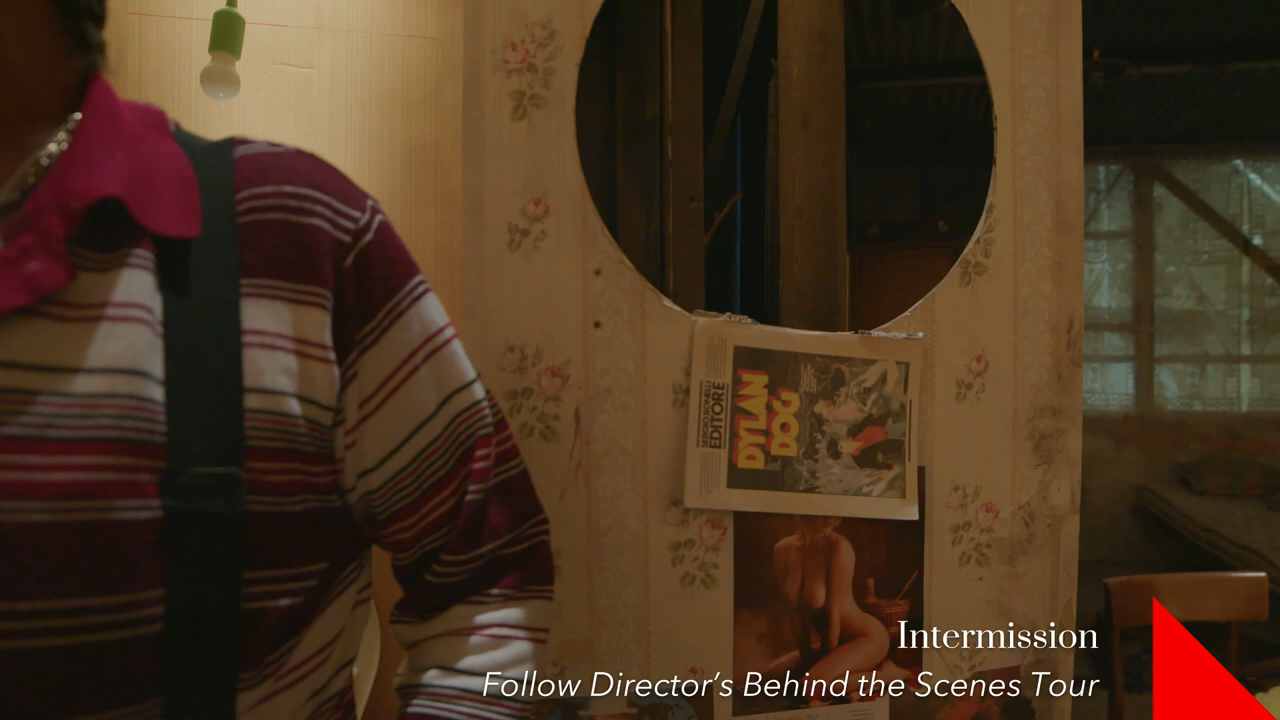 SERGIO BONELLI
EDITORE
DYLAN
DOG
Intermission
Follow Director's Behind the Scenes Tour